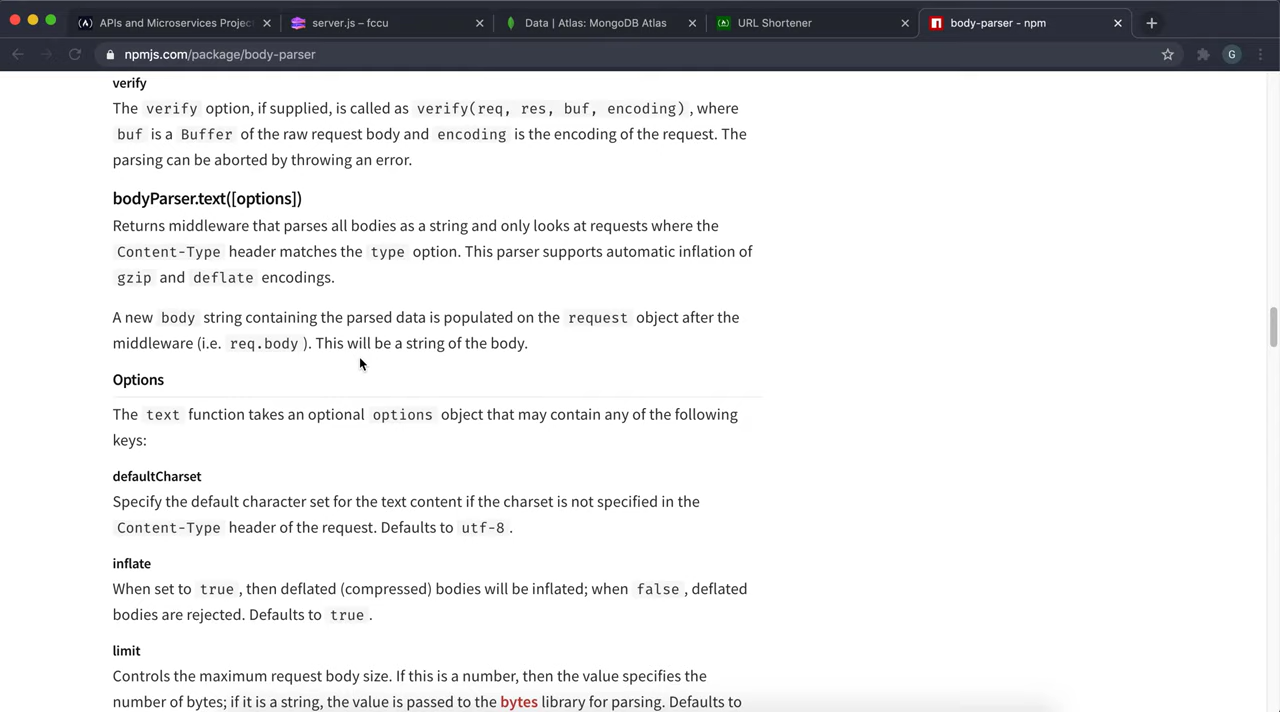 APIs and Microservices Projec
server.js – fccu
Data | Atlas: MongoDB Atlas
URL Shortener
body-parser - npm
npmjs.com/package/body-parser
G
verify
The verify option, if supplied, is called as verify(req, res, buf, encoding), where
buf is a Buffer of the raw request body and encoding is the encoding of the request. The
parsing can be aborted by throwing an error.
bodyParser.text([options])
Returns middleware that parses all bodies as a string and only looks at requests where the
Content-Type header matches the type option. This parser supports automatic inflation of
gzip and deflate encodings.
A new body string containing the parsed data is populated on the request object after the
middleware (i.e. req.body ). This will be a string of the body.
Options
The text function takes an optional options object that may contain any of the following
keys:
defaultCharset
Specify the default character set for the text content if the charset is not specified in the
Content-Type header of the request. Defaults to utf-8 .
inflate
When set to true , then deflated (compressed) bodies will be inflated; when false , deflated
bodies are rejected. Defaults to true .
limit
Controls the maximum request body size. If this is a number, then the value specifies the
number of bytes; if it is a string, the value is passed to the bytes library for parsing. Defaults to